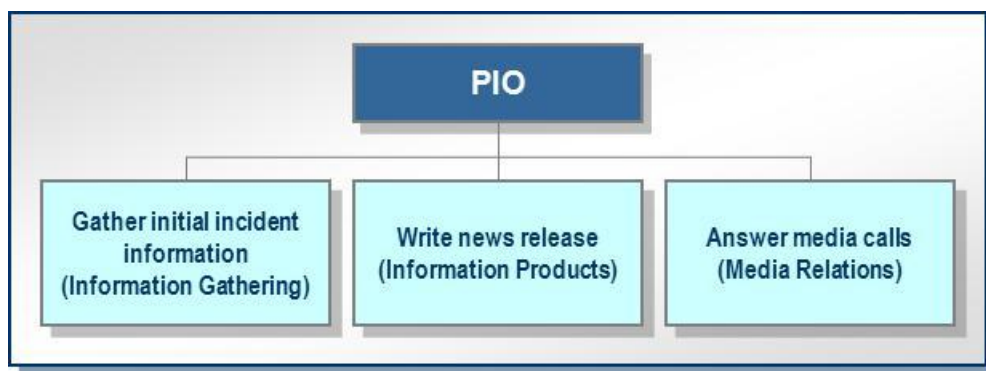 PIO
Gather initial incident
information
(Information Gathering)
Write news release
(Information Products)
Answer media calls
(Media Relations)